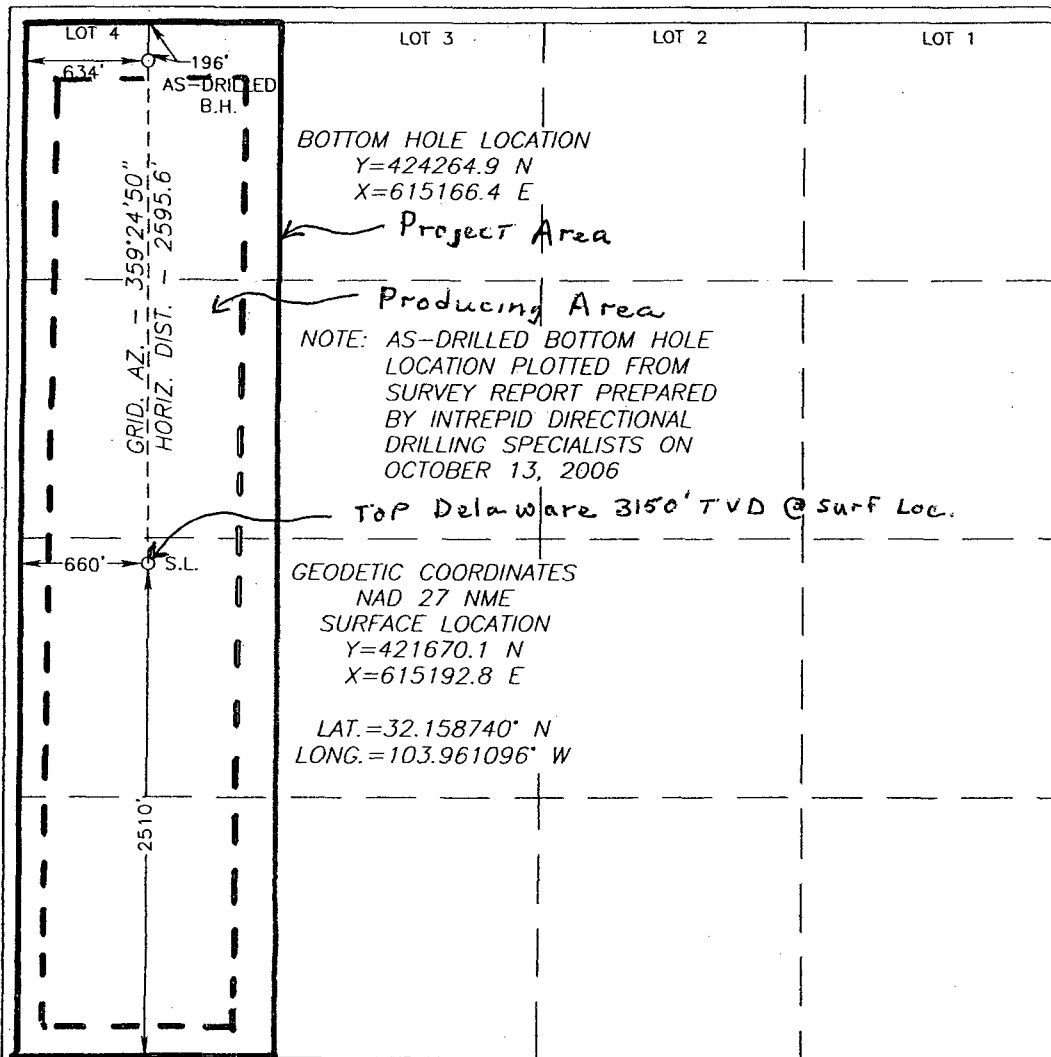 LOT 4
LOT 3
LOT 2
LOT 1
634'
196'
AS-DRILLED
B.H.
BOTTOM HOLE LOCATION
Y=424264.9 N
X=615166.4 E
Project Area
GRID. AZ. - 359°24'50"
HORIZ. DIST. - 2595.6'
Producing Area
NOTE: AS-DRILLED BOTTOM HOLE
LOCATION PLOTTED FROM
SURVEY REPORT PREPARED
BY INTREPID DIRECTIONAL
DRILLING SPECIALISTS ON
OCTOBER 13, 2006
TOP Delaware 3150' TVD @ Surf Loc.
660'
S.L.
GEODETIC COORDINATES
NAD 27 NME
SURFACE LOCATION
Y=421670.1 N
X=615192.8 E
LAT.=32.158740° N
LONG.=103.961096° W
2510'